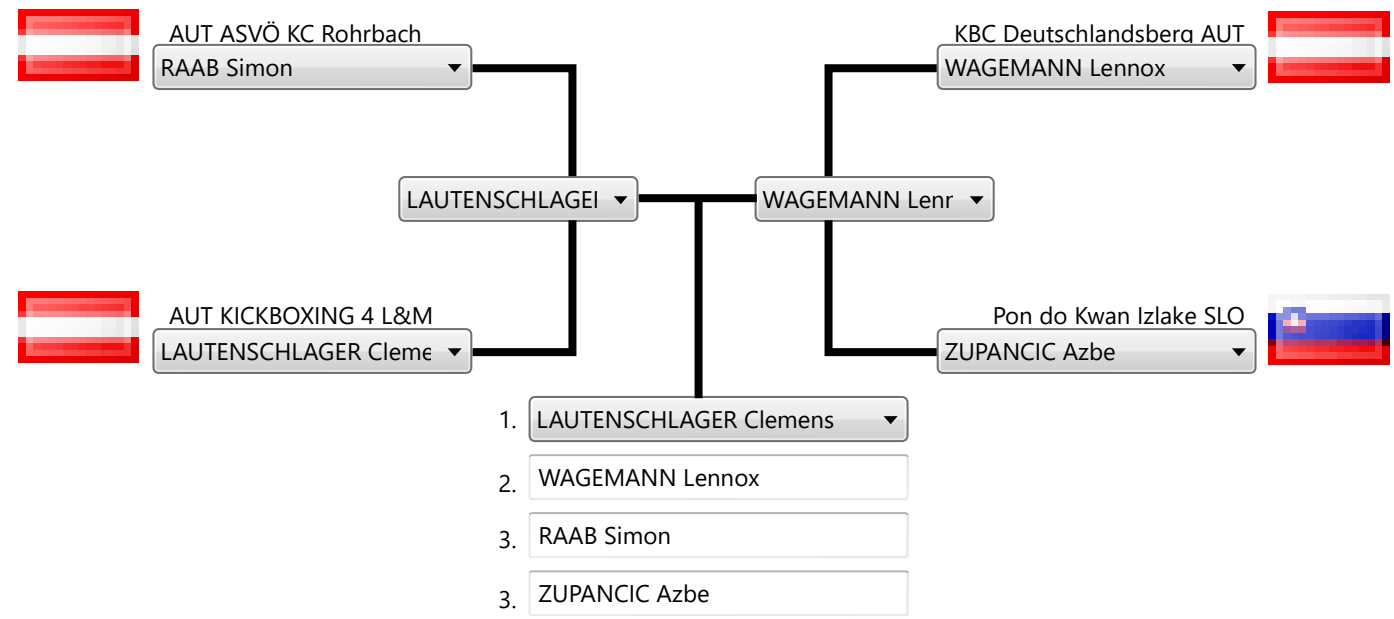 AUT ASVÖ KC Rohrbach
RAAB Simon
KBC Deutschlandsberg AUT
WAGEMANN Lennox
LAUTENSCHLAGEI
WAGEMANN Lenr
AUT KICKBOXING 4 L&M
LAUTENSCHLAGER Cleme
Pon do Kwan Izlake SLO
ZUPANCIC Azbe
1. LAUTENSCHLAGER Clemens
2. WAGEMANN Lennox
3. RAAB Simon
3. ZUPANCIC Azbe